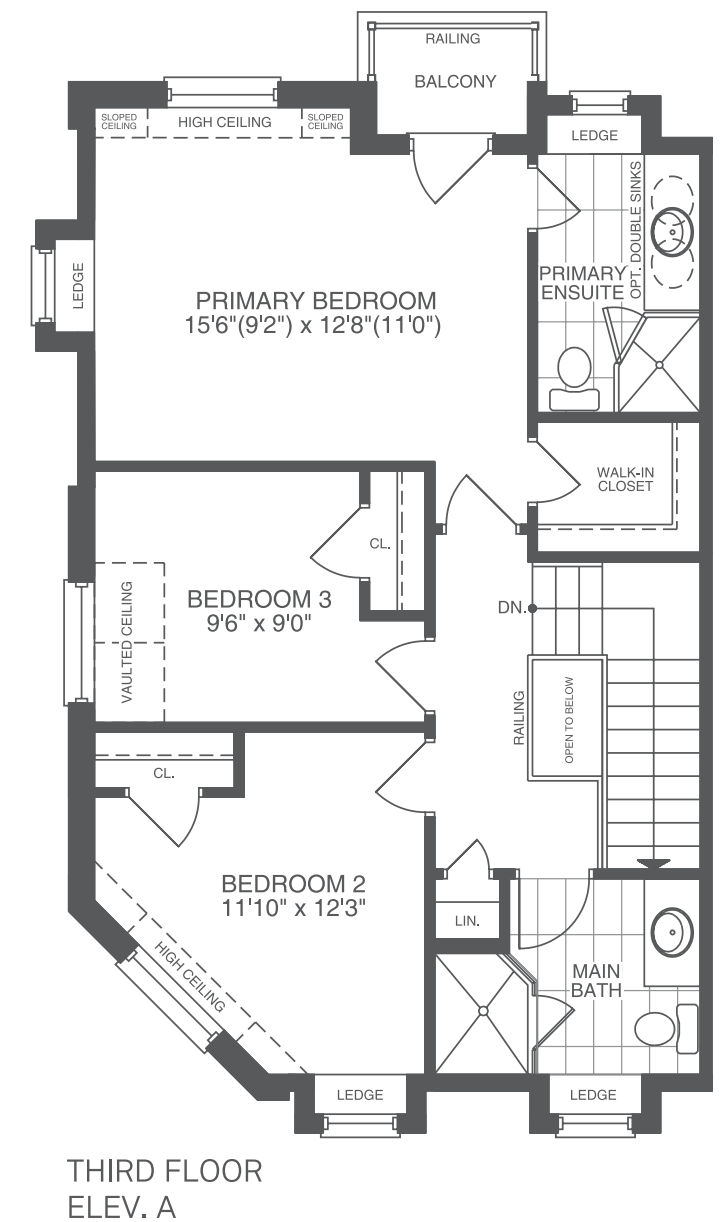 RAILING
BALCONY
SLOPED
CEILING
HIGH CEILING
SLOPED
CEILING
LEDGE
LEDGE
OPT. DOUBLE SINKS
PRIMARY
ENSUITE
PRIMARY BEDROOM
15'6"(9'2") x 12'8"(11'0")
WALK-IN
CLOSET
CL.
BEDROOM 3
9'6" x 9'0"
VAULTED CEILING
DN.
RAILING
OPEN TO BELOW
CL.
BEDROOM 2
11'10" x 12'3"
HIGH CEILING
LIN.
MAIN
BATH
LEDGE
LEDGE
THIRD FLOOR
ELEV. A